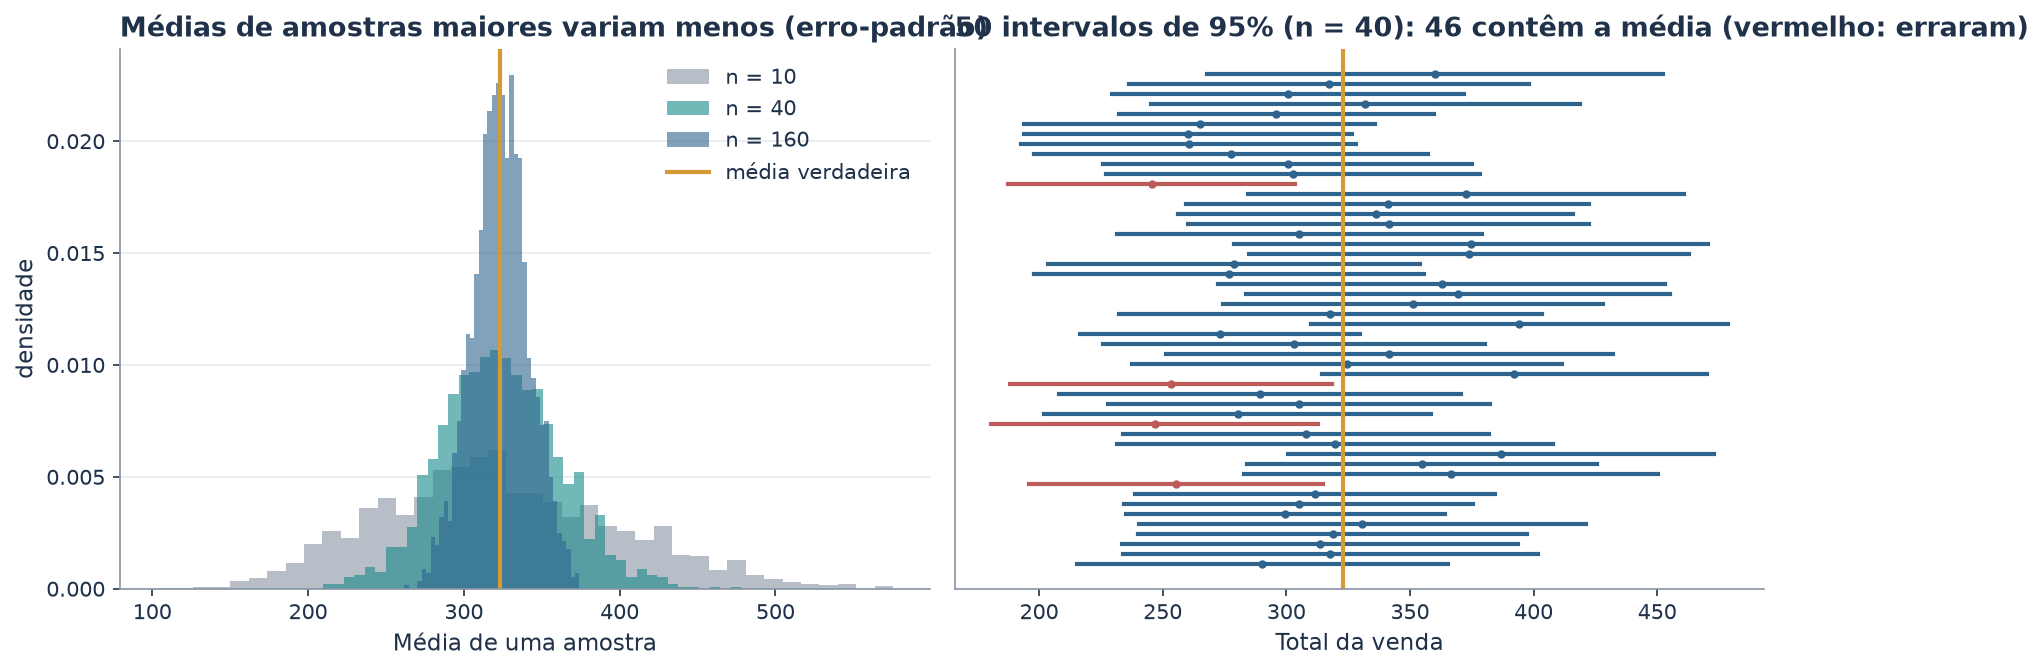 Médias de amostras maiores variam menos (erro-padrão)
50 intervalos de 95% (n = 40): 46 contêm a média (vermelho: erraram)
n = 10
n = 40
n = 160
média verdadeira
densidade
0.020
0.015
0.010
0.005
0.000
100 200 300 400 500
Média de uma amostra
200 250 300 350 400 450
Total da venda